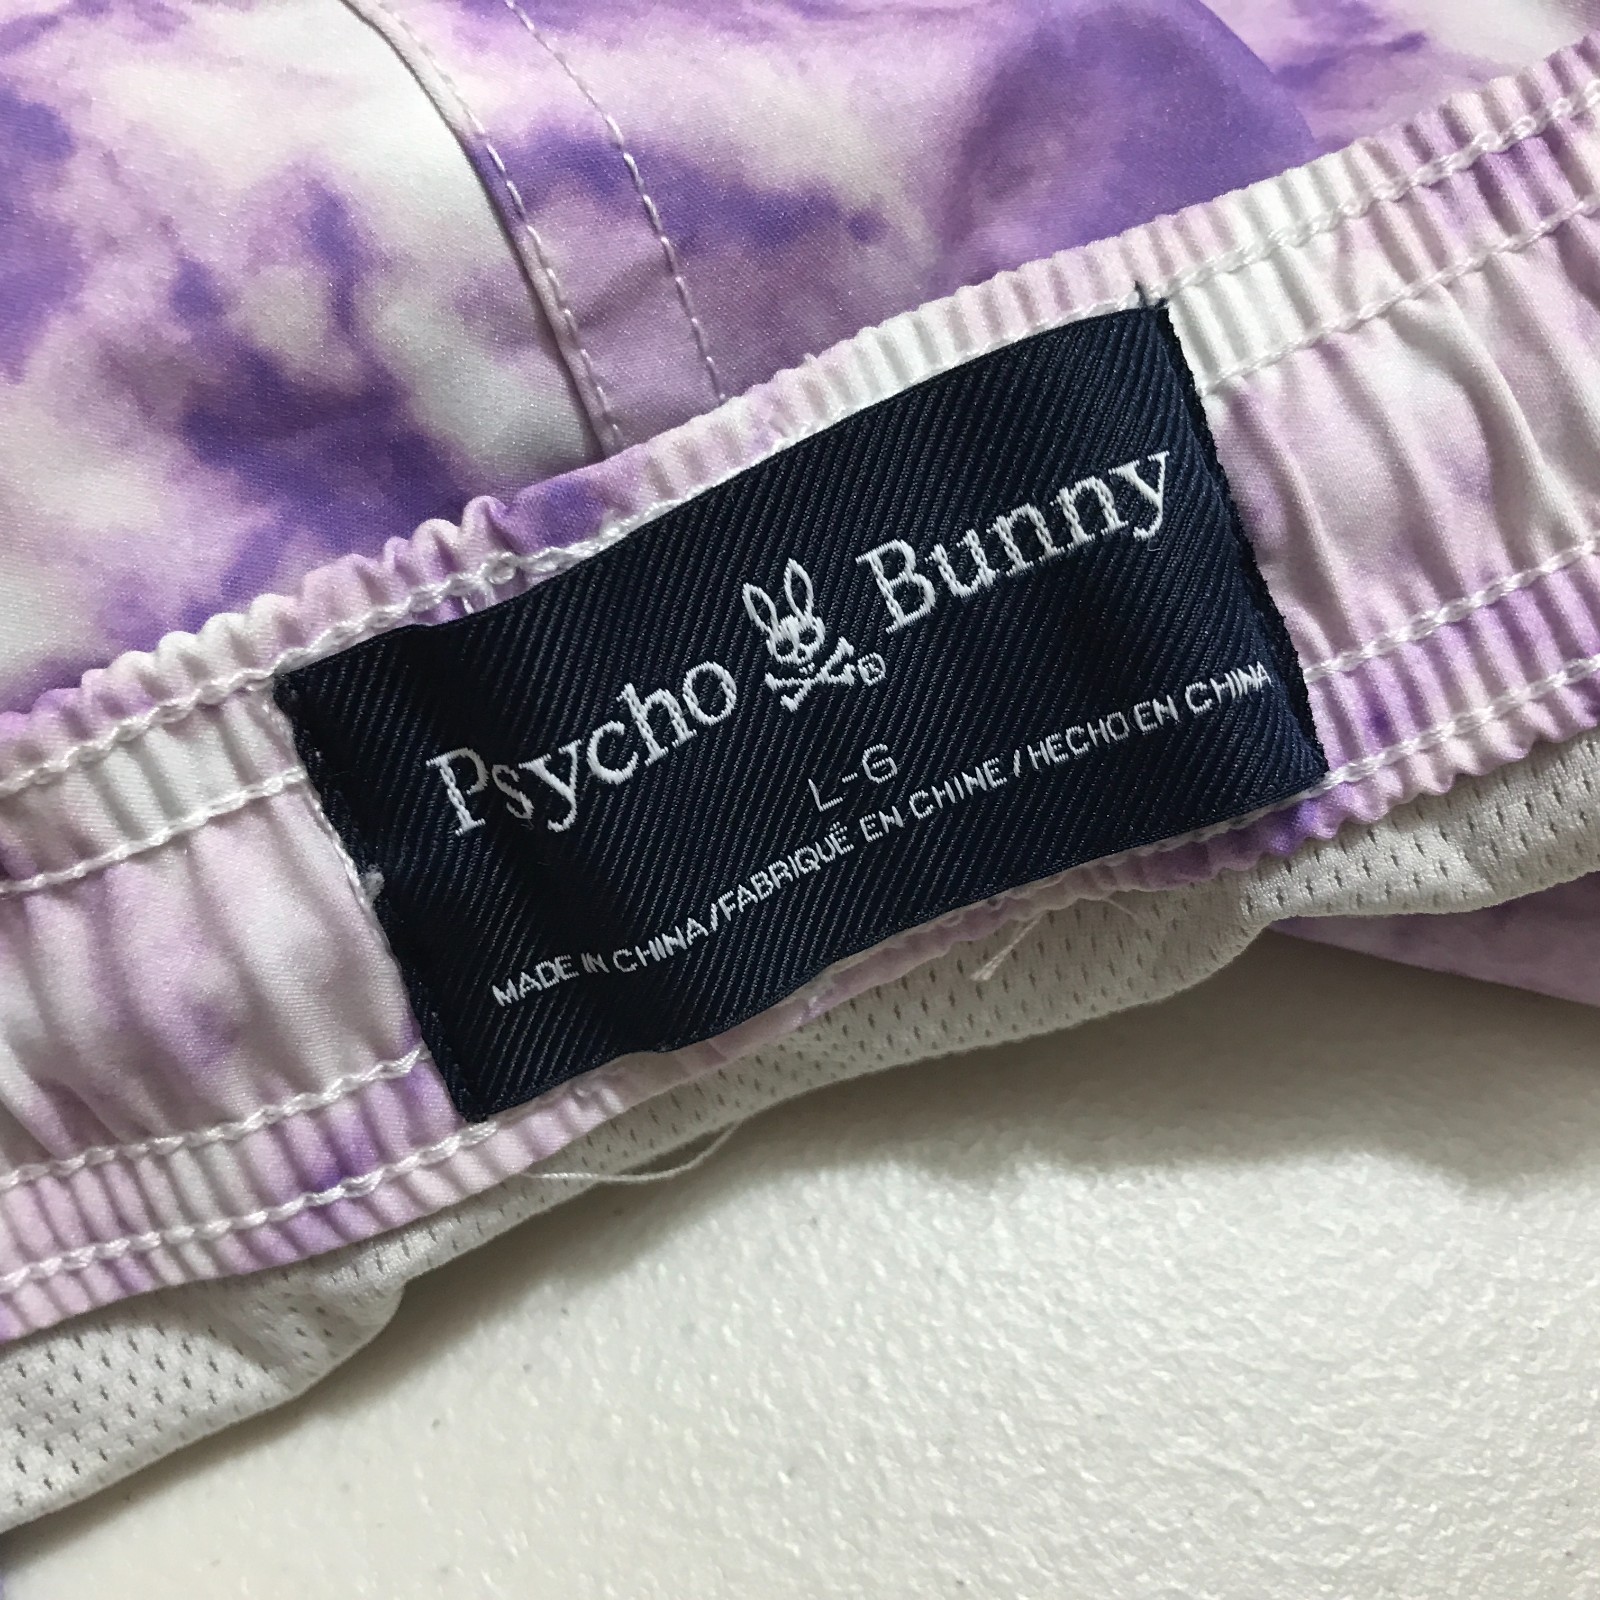 Psycho Bunny ®
L-G
MADE IN CHINA/FABRIQUÉ EN CHINE/HECHO EN CHINA